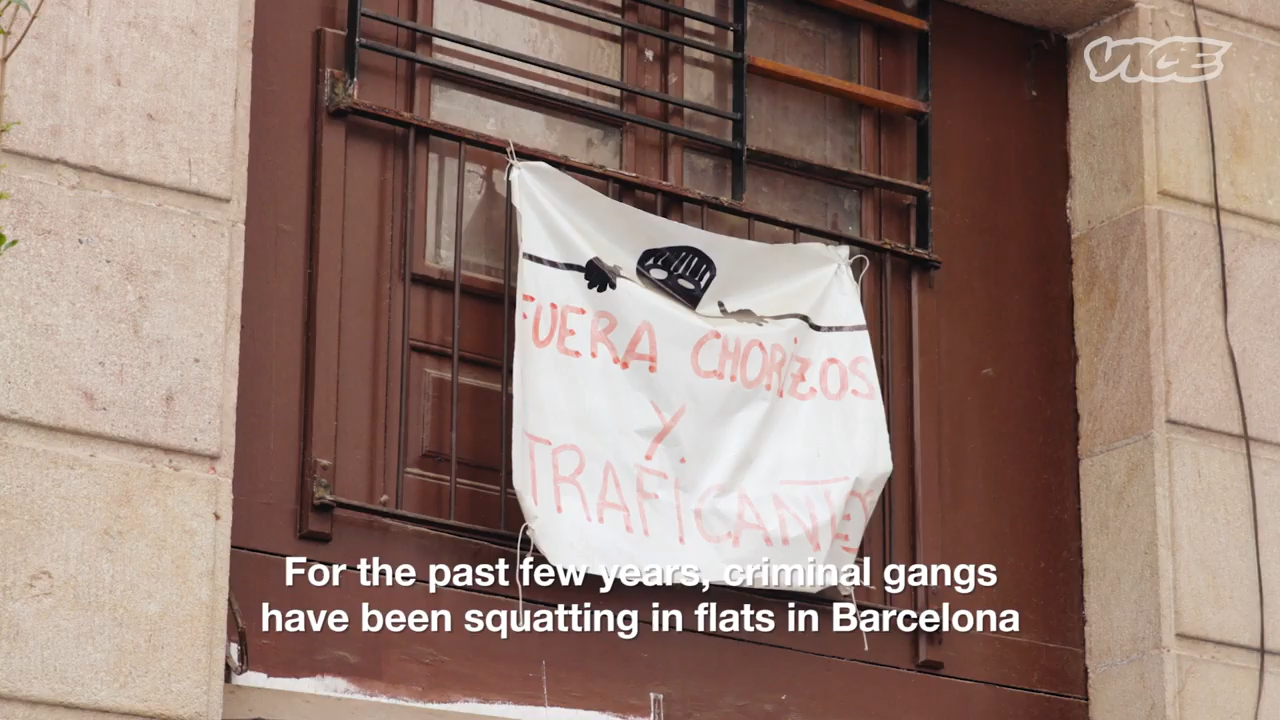 VICE
FUERA CHORIZOS
Y.
TRAFICANTES
For the past few years, criminal gangs
have been squatting in flats in Barcelona